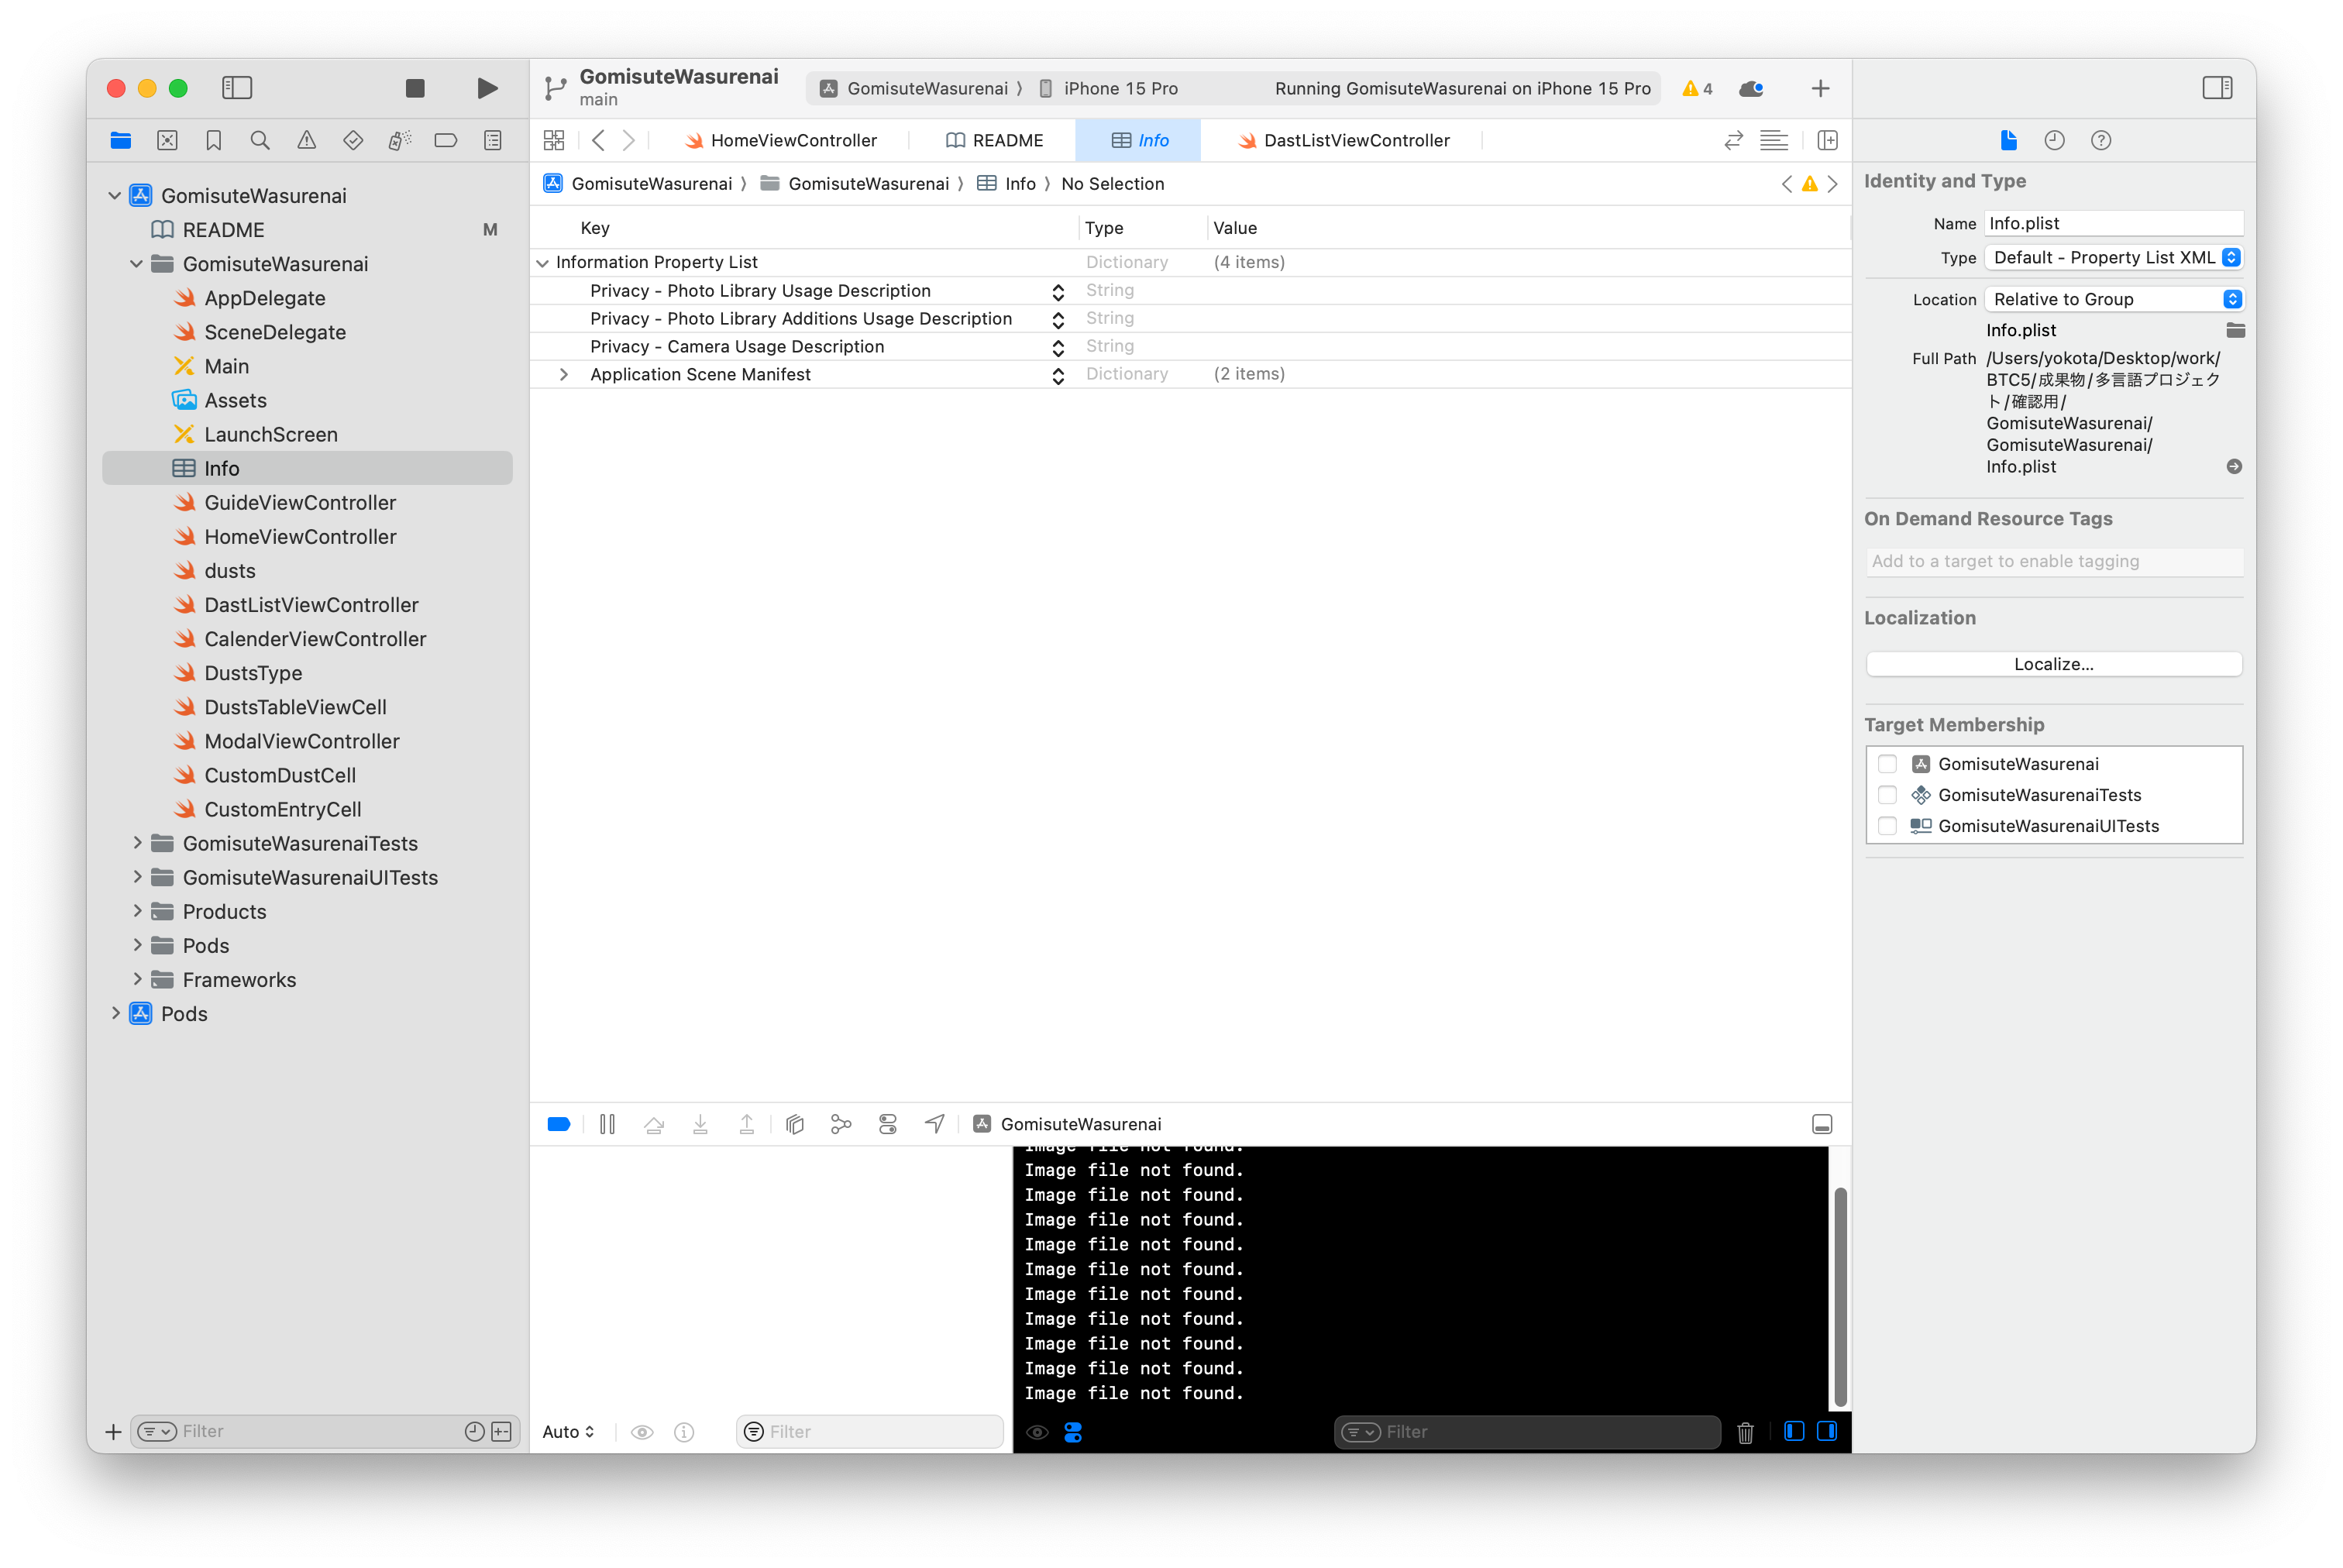 GomisuteWasurenai
main
GomisuteWasurenai 〉 iPhone 15 Pro
Running GomisuteWasurenai on iPhone 15 Pro
4
HomeViewController
README
Info
DastListViewController
GomisuteWasurenai 〉 GomisuteWasurenai 〉 Info 〉 No Selection
GomisuteWasurenai
README M
GomisuteWasurenai
AppDelegate
SceneDelegate
Main
Assets
LaunchScreen
Info
GuideViewController
HomeViewController
dusts
DastListViewController
CalenderViewController
DustsType
DustsTableViewCell
ModalViewController
CustomDustCell
CustomEntryCell
GomisuteWasurenaiTests
GomisuteWasurenaiUITests
Products
Pods
Frameworks
Pods
Filter
Key Type Value
Information Property List Dictionary (4 items)
Privacy - Photo Library Usage Description String
Privacy - Photo Library Additions Usage Description String
Privacy - Camera Usage Description String
Application Scene Manifest Dictionary (2 items)
GomisuteWasurenai
Image file not found.
Image file not found.
Image file not found.
Image file not found.
Image file not found.
Image file not found.
Image file not found.
Image file not found.
Image file not found.
Image file not found.
Image file not found.
Auto
Filter
Filter
Identity and Type
Name Info.plist
Type Default - Property List XML
Location Relative to Group
Info.plist
Full Path /Users/yokota/Desktop/work/
BTC5/成果物/多言語プロジェク
ト/確認用/
GomisuteWasurenai/
GomisuteWasurenai/
Info.plist
On Demand Resource Tags
Add to a target to enable tagging
Localization
Localize...
Target Membership
GomisuteWasurenai
GomisuteWasurenaiTests
GomisuteWasurenaiUITests